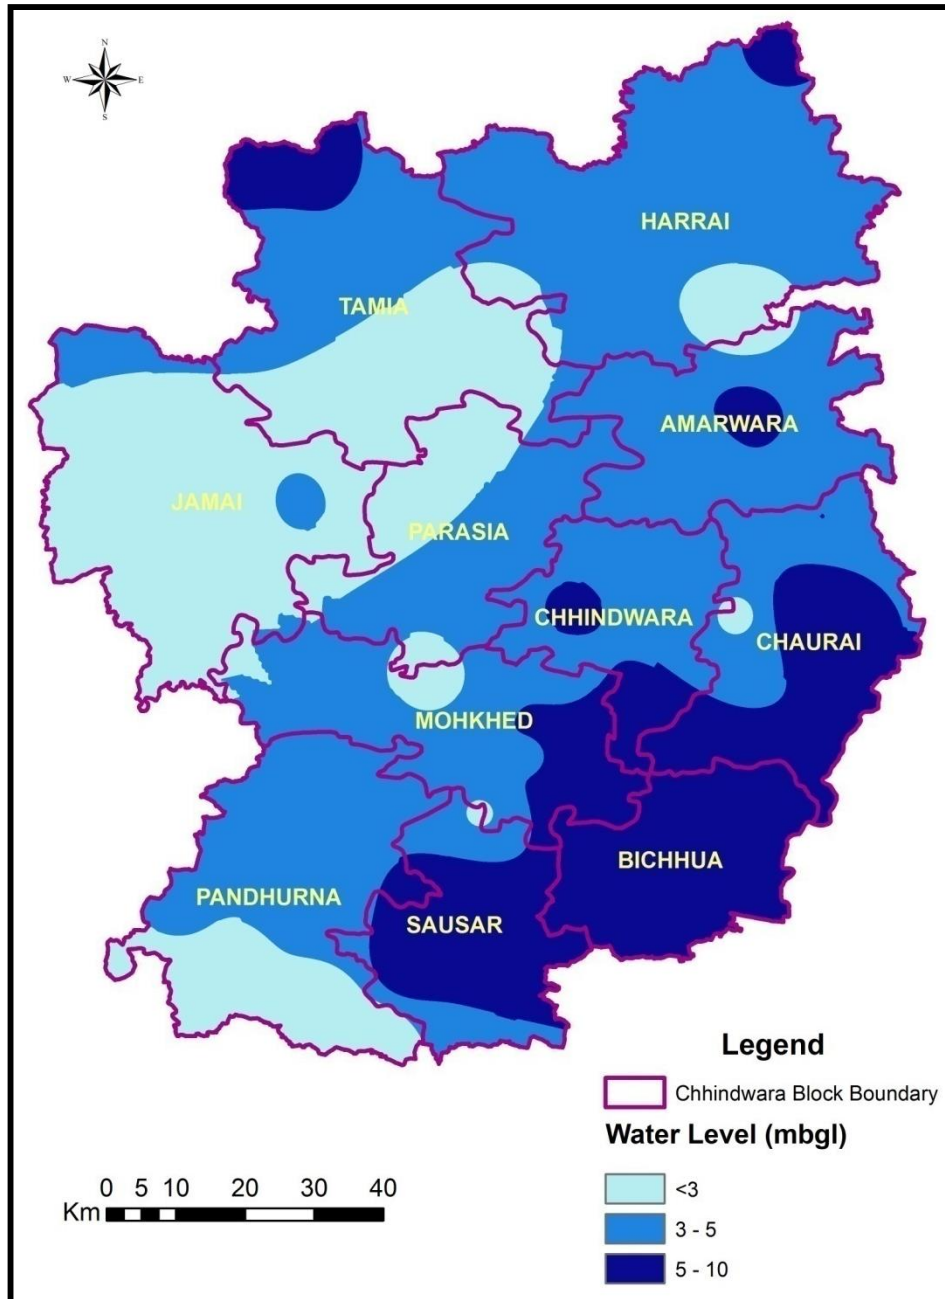 N
W E
S
HARRAI
TAMIA
AMARWARA
JAMAI
PARASIA
CHHINDWARA
CHAURAI
MOHKHED
BICHHUA
PANDHURNA
SAUSAR
Legend
Chhindwara Block Boundary
Water Level (mbgl)
<3
3 - 5
5 - 10
0 5 10 20 30 40
Km